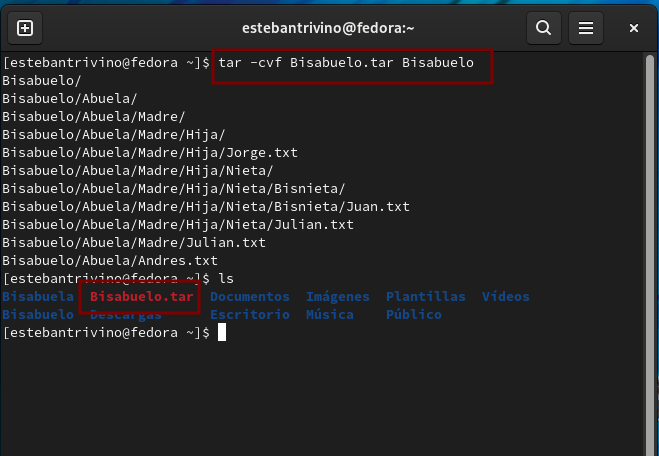 estebantrivino@fedora:~
[estebantrivino@fedora ~]$ tar -cvf Bisabuelo.tar Bisabuelo
Bisabuelo/
Bisabuelo/Abuela/
Bisabuelo/Abuela/Madre/
Bisabuelo/Abuela/Madre/Hija/
Bisabuelo/Abuela/Madre/Hija/Jorge.txt
Bisabuelo/Abuela/Madre/Hija/Nieta/
Bisabuelo/Abuela/Madre/Hija/Nieta/Bisnieta/
Bisabuelo/Abuela/Madre/Hija/Nieta/Bisnieta/Juan.txt
Bisabuelo/Abuela/Madre/Hija/Nieta/Julian.txt
Bisabuelo/Abuela/Madre/Julian.txt
Bisabuelo/Abuela/Andres.txt
[estebantrivino@fedora ~]$ ls
Bisabuela Bisabuelo.tar Documentos Imágenes Plantillas Vídeos
Bisabuelo Descargas Escritorio Música Público
[estebantrivino@fedora ~]$